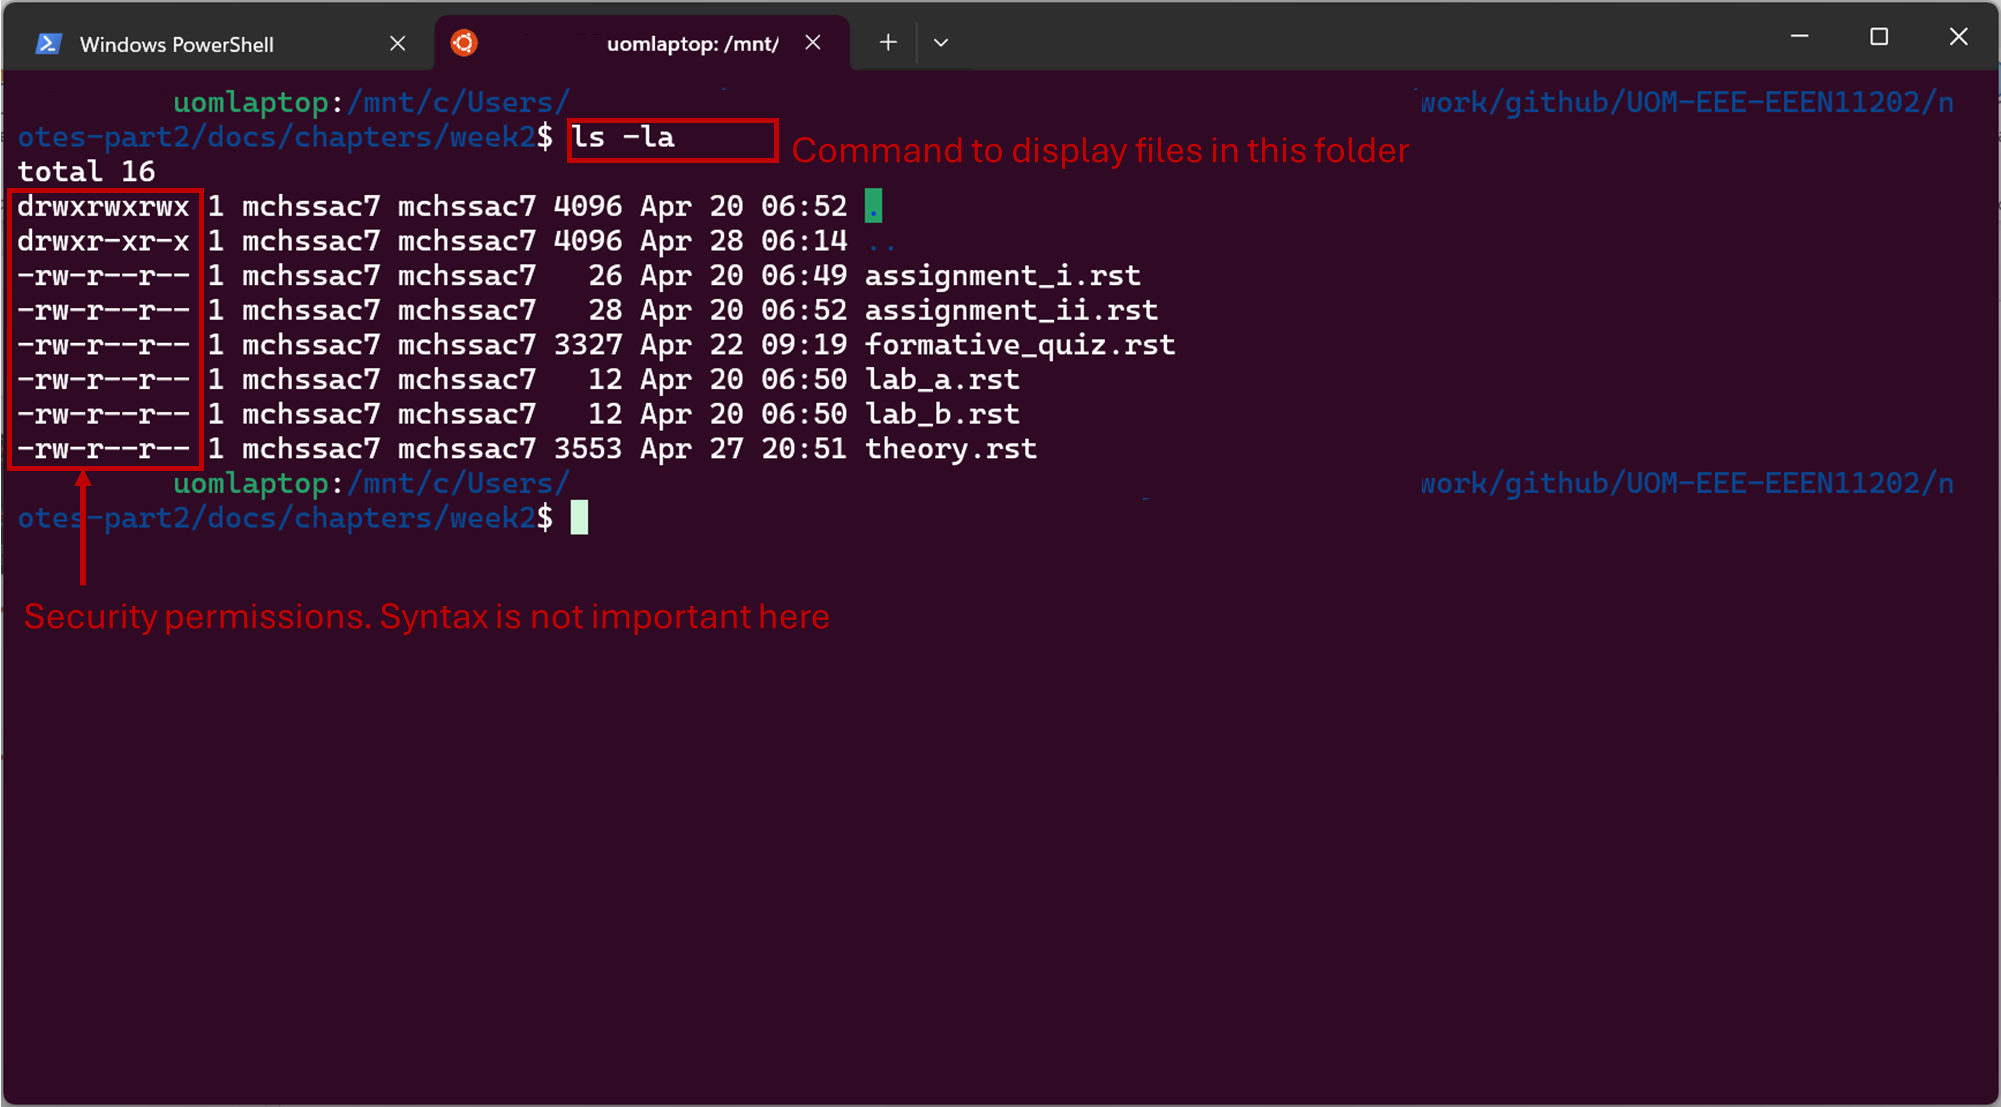 Windows PowerShell
uomlaptop: /mnt/
uomlaptop:/mnt/c/Users/ work/github/UOM-EEE-EEEN11202/n
otes-part2/docs/chapters/week2$ ls -la
Command to display files in this folder
total 16
drwxrwxrwx 1 mchssac7 mchssac7 4096 Apr 20 06:52 .
drwxr-xr-x 1 mchssac7 mchssac7 4096 Apr 28 06:14 ..
-rw-r--r-- 1 mchssac7 mchssac7   26 Apr 20 06:49 assignment_i.rst
-rw-r--r-- 1 mchssac7 mchssac7   28 Apr 20 06:52 assignment_ii.rst
-rw-r--r-- 1 mchssac7 mchssac7 3327 Apr 22 09:19 formative_quiz.rst
-rw-r--r-- 1 mchssac7 mchssac7   12 Apr 20 06:50 lab_a.rst
-rw-r--r-- 1 mchssac7 mchssac7   12 Apr 20 06:50 lab_b.rst
-rw-r--r-- 1 mchssac7 mchssac7 3553 Apr 27 20:51 theory.rst
uomlaptop:/mnt/c/Users/ work/github/UOM-EEE-EEEN11202/n
otes-part2/docs/chapters/week2$
Security permissions. Syntax is not important here